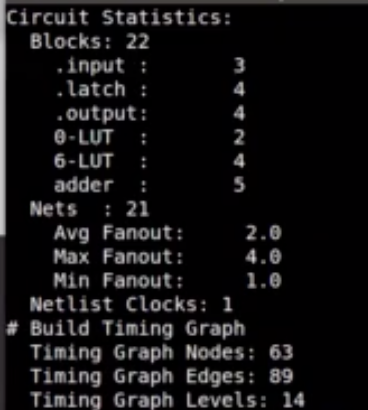 Circuit Statistics:
Blocks: 22
.input : 3
.latch : 4
.output: 4
0-LUT : 2
6-LUT : 4
adder : 5
Nets : 21
Avg Fanout: 2.0
Max Fanout: 4.0
Min Fanout: 1.0
Netlist Clocks: 1
# Build Timing Graph
Timing Graph Nodes: 63
Timing Graph Edges: 89
Timing Graph Levels: 14